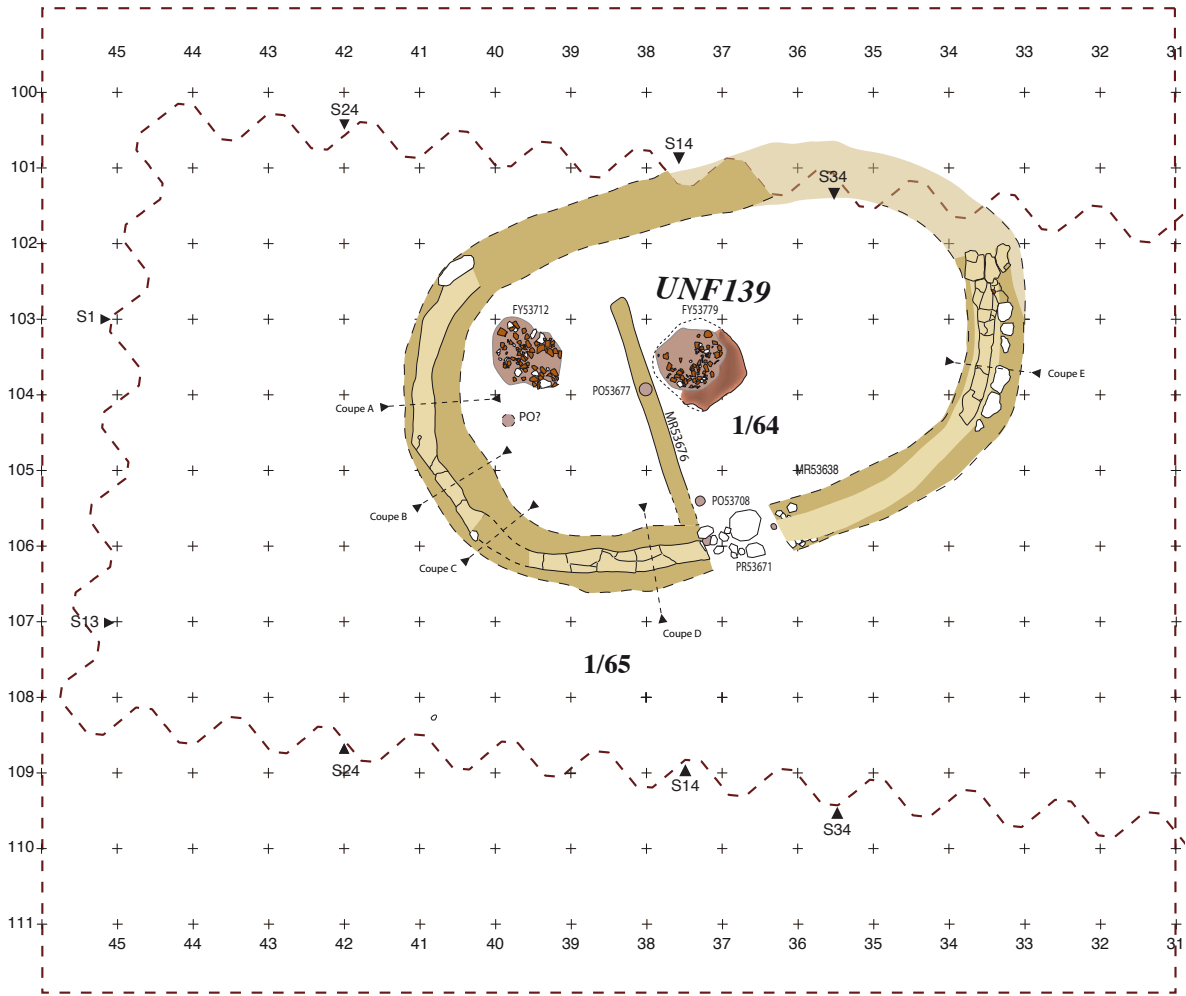 45 44 43 42 41 40 39 38 37 36 35 34 33 32 31
100
S24
S14
101
S34
102
UNF139
S1
103
FY53712
FY53779
Coupe E
PO53677
104
Coupe A
PO?
1/64
MR53676
105
MR53638
PO53708
Coupe B
106
Coupe C
PR53671
S13
107
Coupe D
1/65
108
109
S24
S14
S34
110
111
45 44 43 42 41 40 39 38 37 36 35 34 33 32 31